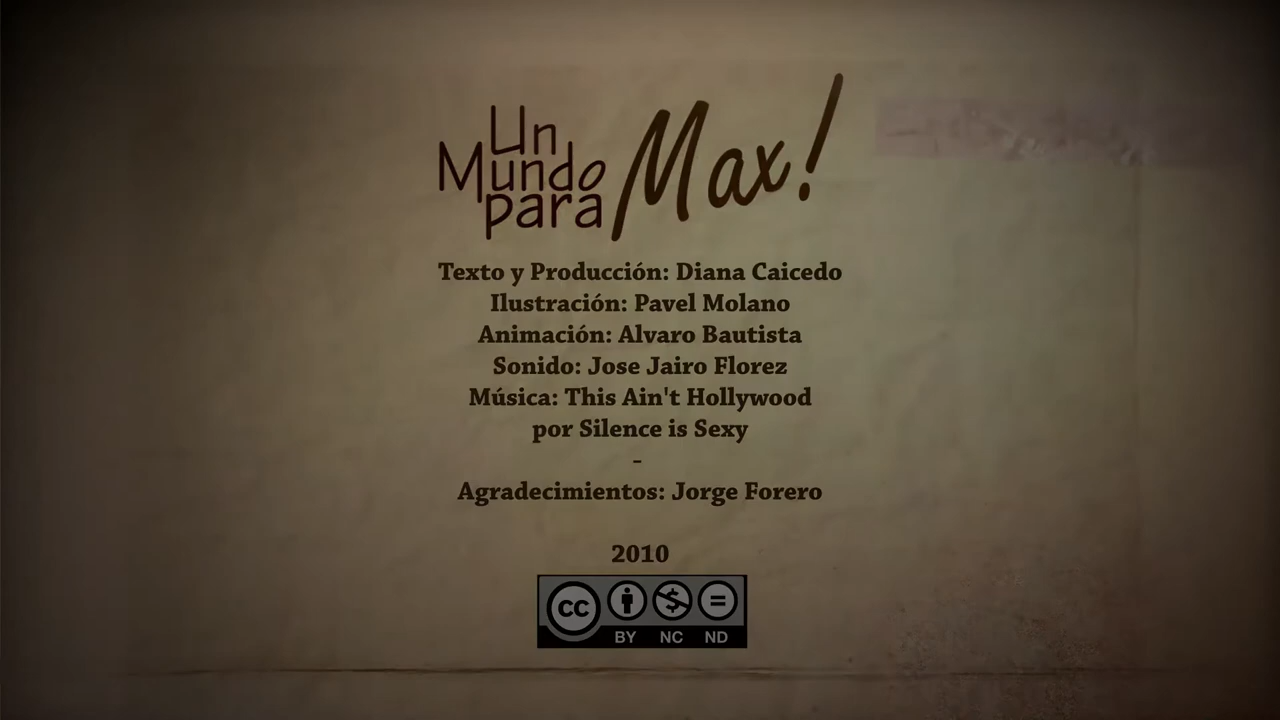 Un
Mundo
para
Max!
Texto y Producción: Diana Caicedo
Ilustración: Pavel Molano
Animación: Alvaro Bautista
Sonido: Jose Jairo Florez
Música: This Ain't Hollywood
por Silence is Sexy
-
Agradecimientos: Jorge Forero
2010
cc
BY NC ND